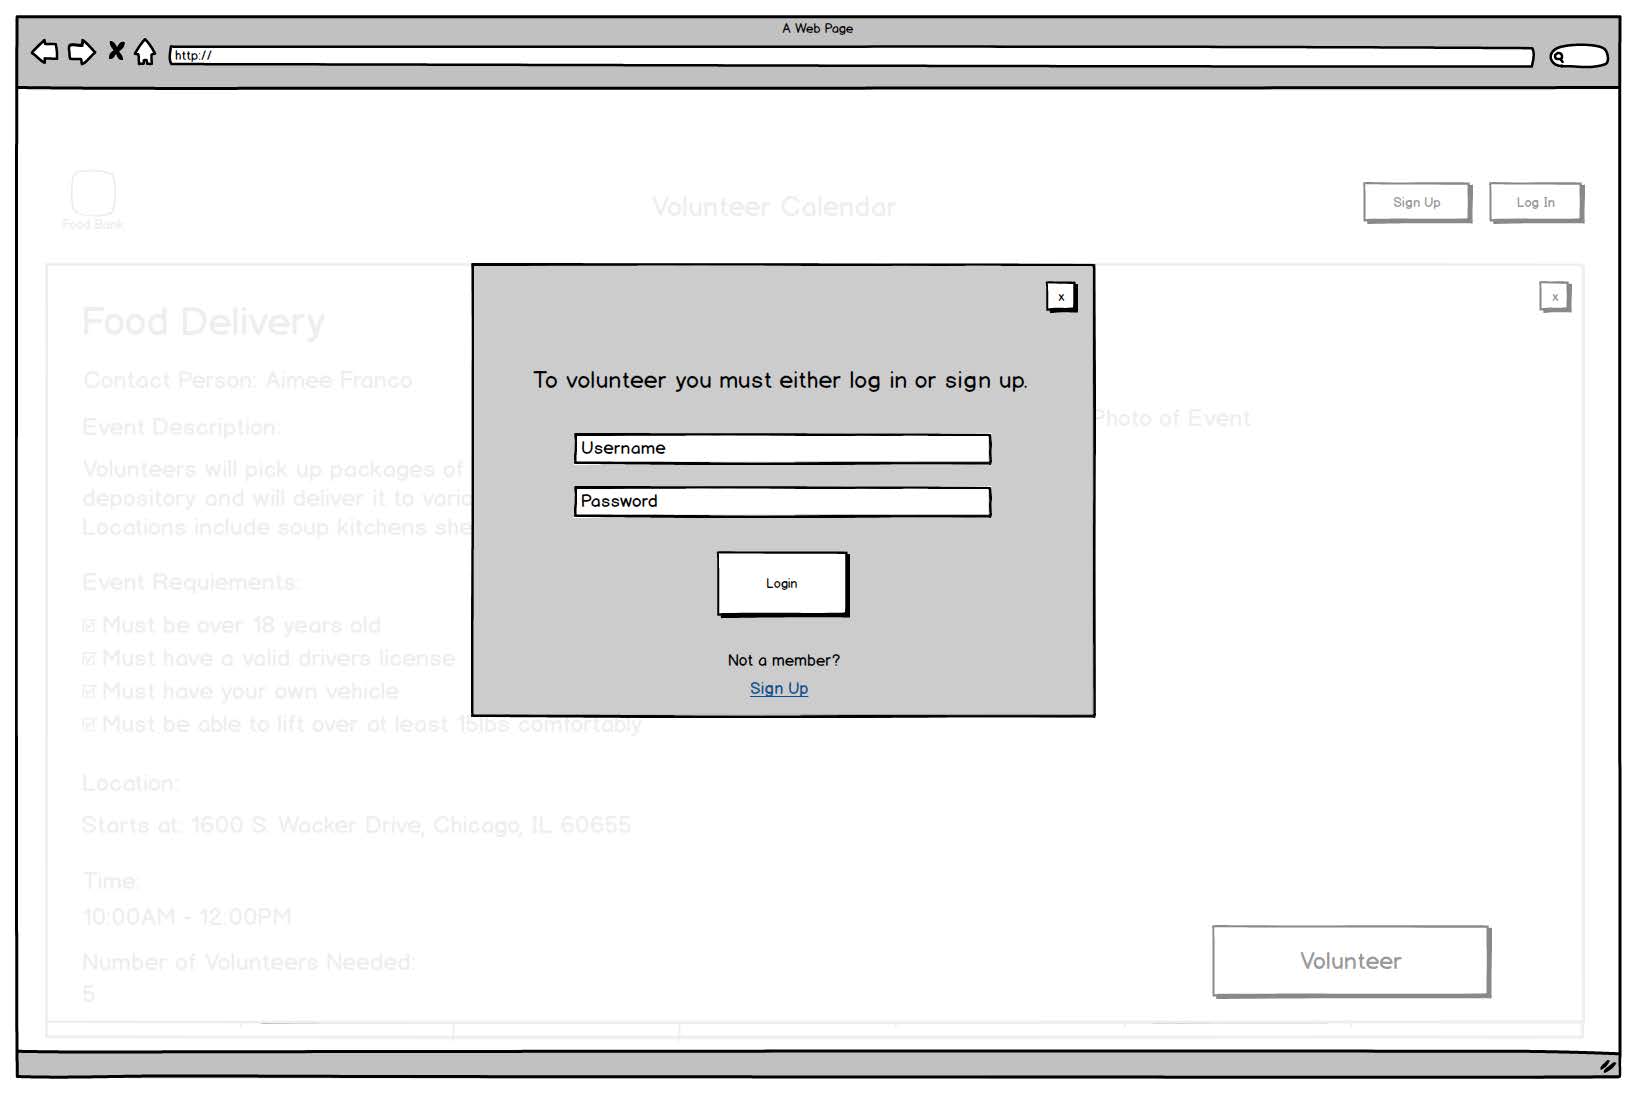 A Web Page
http://
Food Bank
Volunteer Calendar
Sign Up
Log In
x
Food Delivery
Contact Person: Aimee Franco
Event Description:
Volunteers will pick up packages of
depository and will deliver it to vario
Locations include soup kitchens she
Event Requiements:
Must be over 18 years old
Must have a valid drivers license
Must have your own vehicle
Must be able to lift over at least 15lbs comfortably
Location:
Starts at: 1600 S. Wacker Drive, Chicago, IL 60655
Time:
10:00AM - 12:00PM
Number of Volunteers Needed:
5
x
To volunteer you must either log in or sign up.
Username
Password
Login
Not a member?
Sign Up
Photo of Event
Volunteer